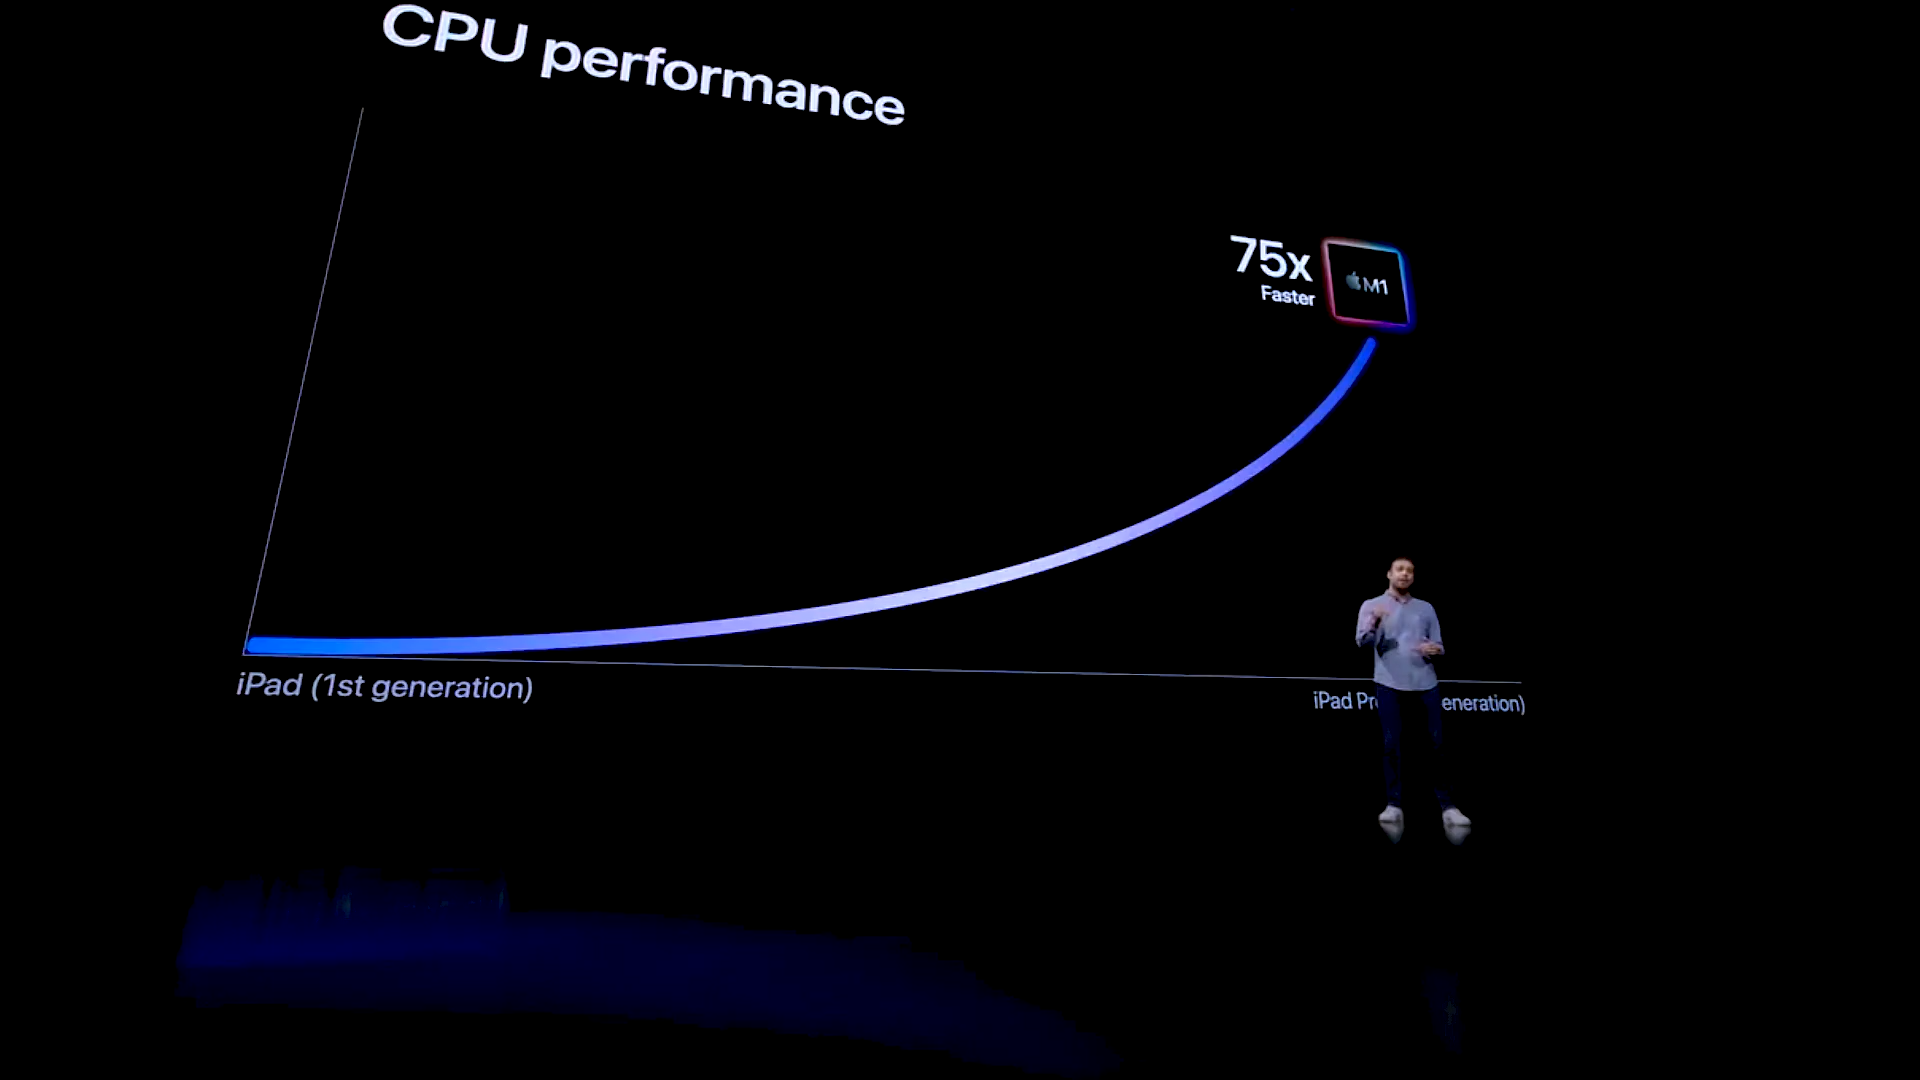 CPU performance
75x
Faster
M1
iPad (1st generation)
iPad Pr eneration)